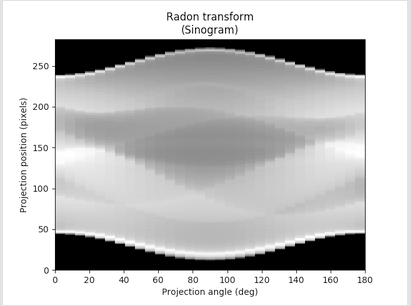 Radon transform
(Sinogram)
Projection position (pixels)
250
200
150
100
50
0
0 20 40 60 80 100 120 140 160 180
Projection angle (deg)